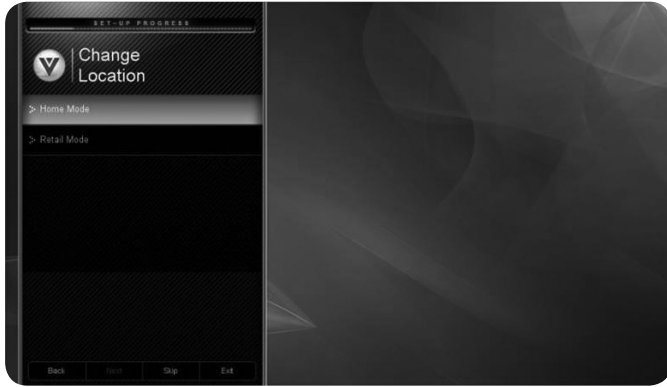 SET-UP PROGRESS
Change
Location
> Home Mode
> Retail Mode
Back Next Skip Exit